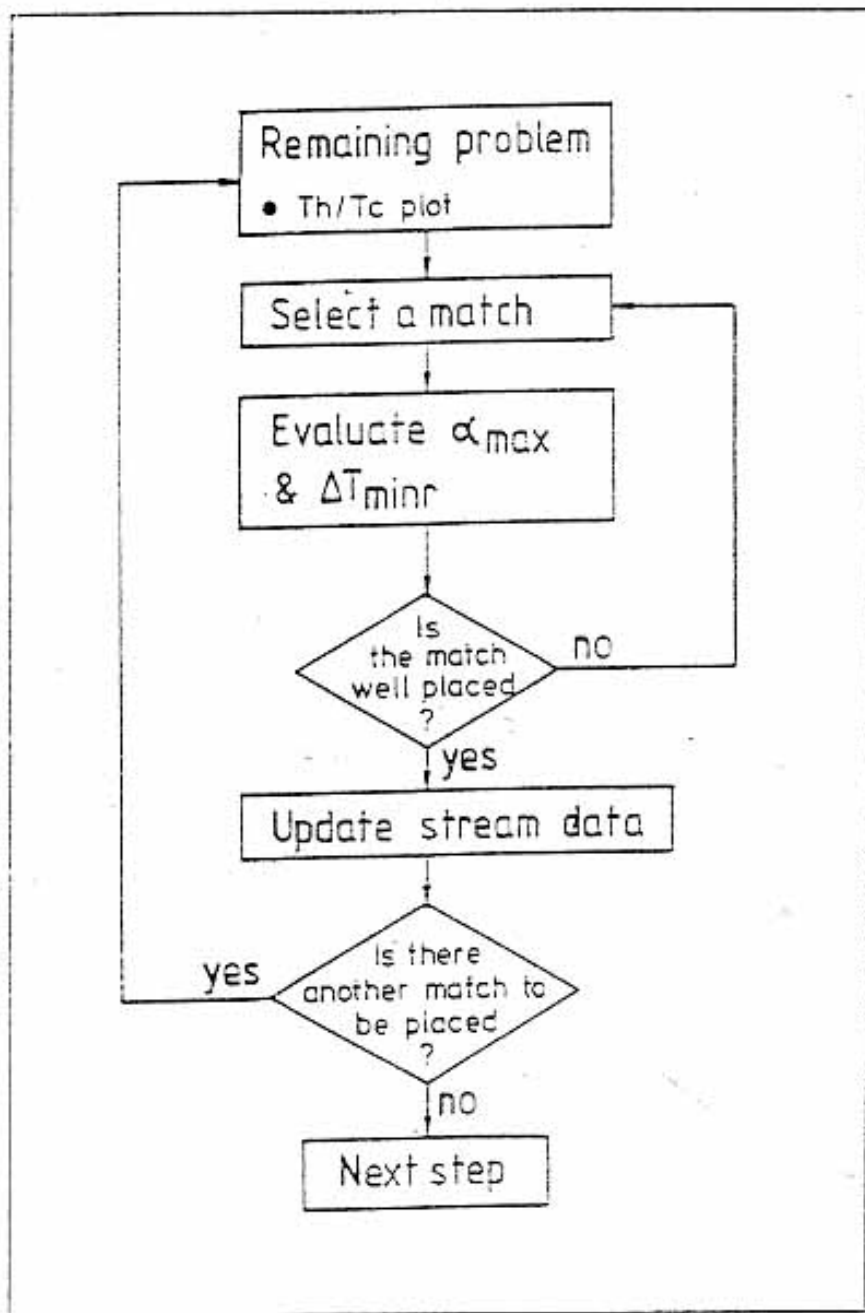 Remaining problem
• Th/Tc plot
Select a match
Evaluate αmax
& ΔTminr
Is
the match
well placed
?
no
yes
Update stream data
Is there
another match to
be placed
?
yes
no
Next step